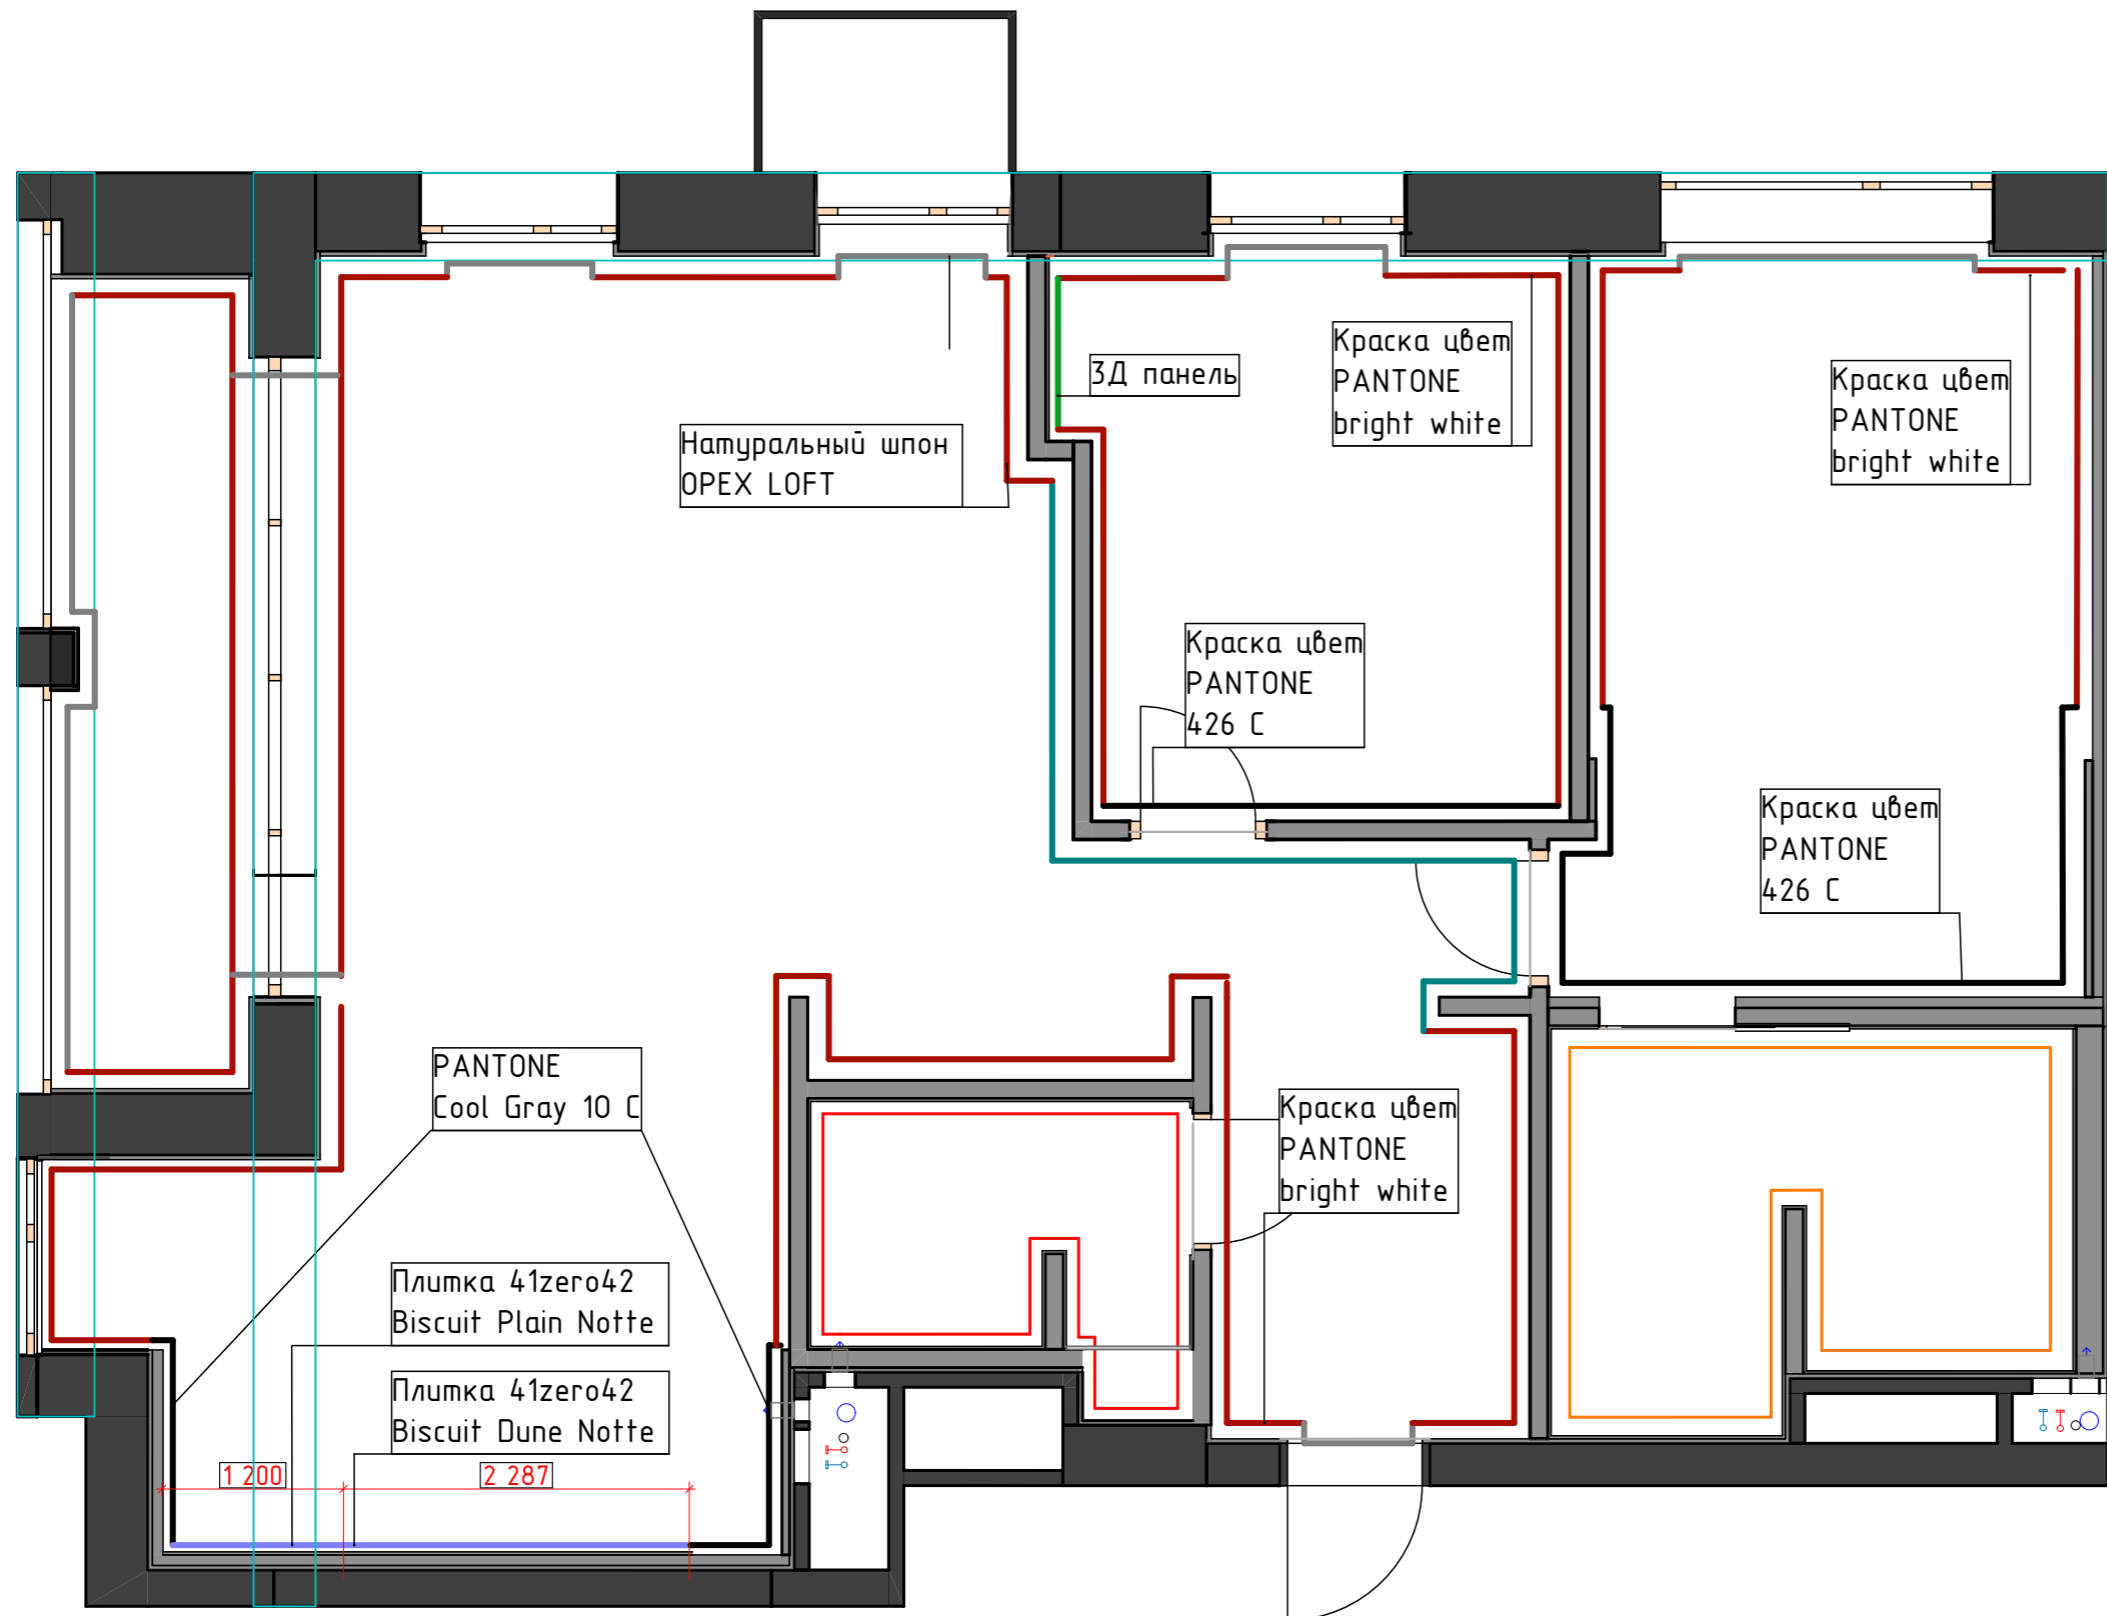 Краска цвет
PANTONE
bright white
3Д панель
Краска цвет
PANTONE
bright white
Натуральный шпон
OPEX LOFT
Краска цвет
PANTONE
426 C
Краска цвет
PANTONE
426 C
PANTONE
Cool Gray 10 C
Краска цвет
PANTONE
bright white
Плитка 41zero42
Biscuit Plain Notte
Плитка 41zero42
Biscuit Dune Notte
1 200
2 287